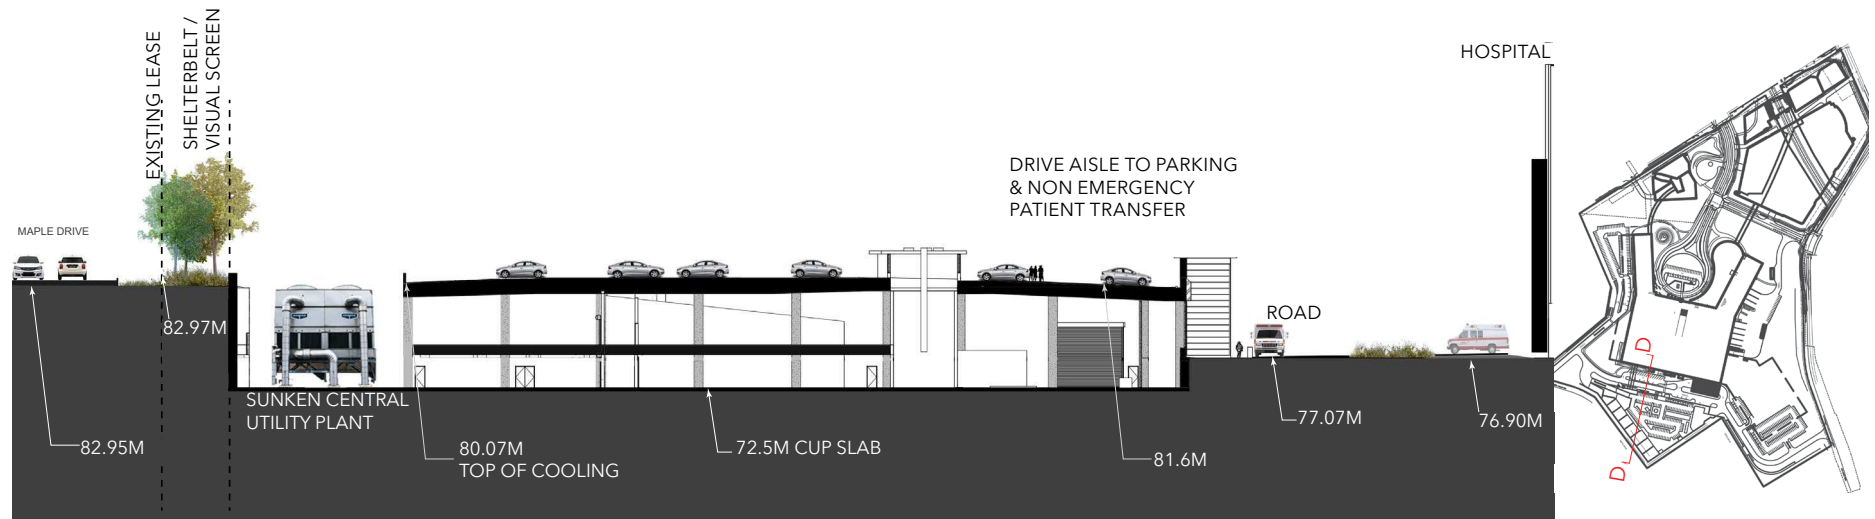 EXISTING LEASE
SHELTERBELT /
VISUAL SCREEN
HOSPITAL
DRIVE AISLE TO PARKING
& NON EMERGENCY
PATIENT TRANSFER
MAPLE DRIVE
ROAD
82.97M
SUNKEN CENTRAL
UTILITY PLANT
82.95M
80.07M
TOP OF COOLING
72.5M CUP SLAB
81.6M
77.07M
76.90M
D
D